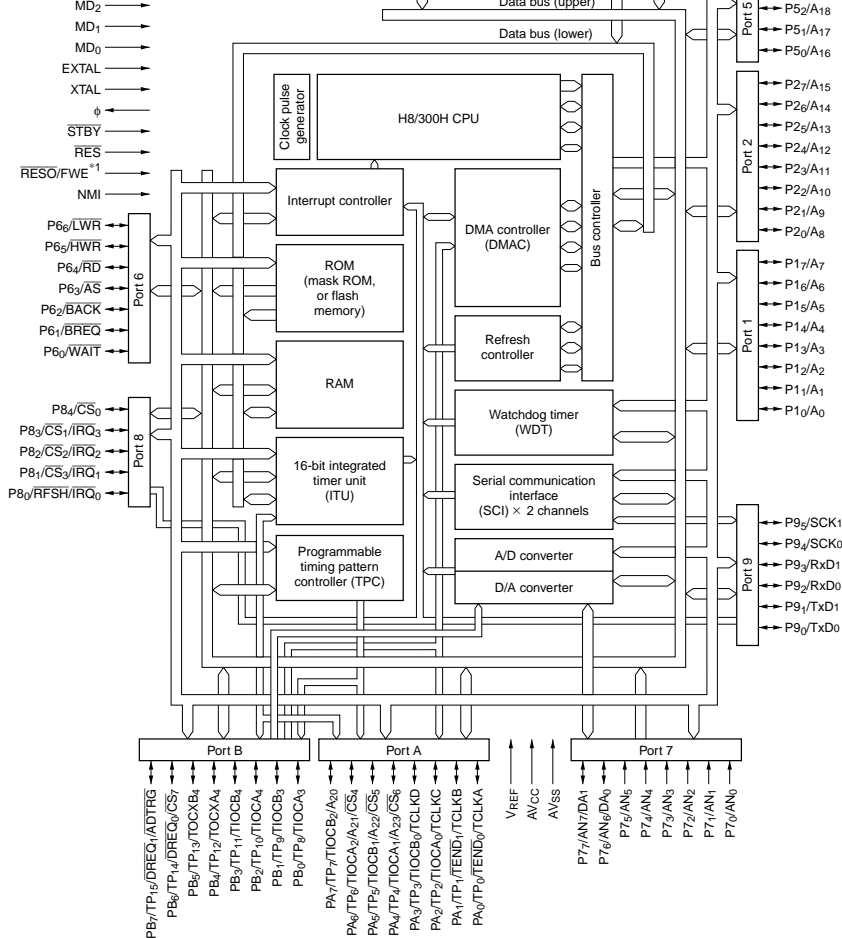 MD2
MD1
MD0
EXTAL
XTAL
ϕ
STBY
RES
RESO/FWE*1
NMI
Data bus (upper)
Data bus (lower)
Port 5
P52/A18
P51/A17
P50/A16
Clock pulse
generator
H8/300H CPU
Bus controller
Port 2
P27/A15
P26/A14
P25/A13
P24/A12
P23/A11
P22/A10
P21/A9
P20/A8
Interrupt controller
DMA controller
(DMAC)
Port 6
P66/LWR
P65/HWR
P64/RD
P63/AS
P62/BACK
P61/BREQ
P60/WAIT
ROM
(mask ROM,
or flash
memory)
Refresh
controller
Port 1
P17/A7
P16/A6
P15/A5
P14/A4
P13/A3
P12/A2
P11/A1
P10/A0
RAM
Watchdog timer
(WDT)
Port 8
P84/CS0
P83/CS1/IRQ3
P82/CS2/IRQ2
P81/CS3/IRQ1
P80/RFSH/IRQ0
16-bit integrated
timer unit
(ITU)
Serial communication
interface
(SCI) × 2 channels
Programmable
timing pattern
controller (TPC)
A/D converter
D/A converter
Port 9
P95/SCK1
P94/SCK0
P93/RxD1
P92/RxD0
P91/TxD1
P90/TxD0
Port B
Port A
Port 7
PB7/TP15/DREQ1/ADTRG
PB6/TP14/DREQ0/CS7
PB5/TP13/TOCXB4
PB4/TP12/TOCXA4
PB3/TP11/TIOCB4
PB2/TP10/TIOCA4
PB1/TP9/TIOCB3
PB0/TP8/TIOCA3
PA7/TP7/TIOCB2/A20
PA6/TP6/TIOCA2/A21/CS4
PA5/TP5/TIOCB1/A22/CS5
PA4/TP4/TIOCA1/A23/CS6
PA3/TP3/TIOCB0/TCLKD
PA2/TP2/TIOCA0/TCLKC
PA1/TP1/TEND1/TCLKB
PA0/TP0/TEND0/TCLKA
VREF
AVCC
AVSS
P77/AN7/DA1
P76/AN6/DA0
P75/AN5
P74/AN4
P73/AN3
P72/AN2
P71/AN1
P70/AN0